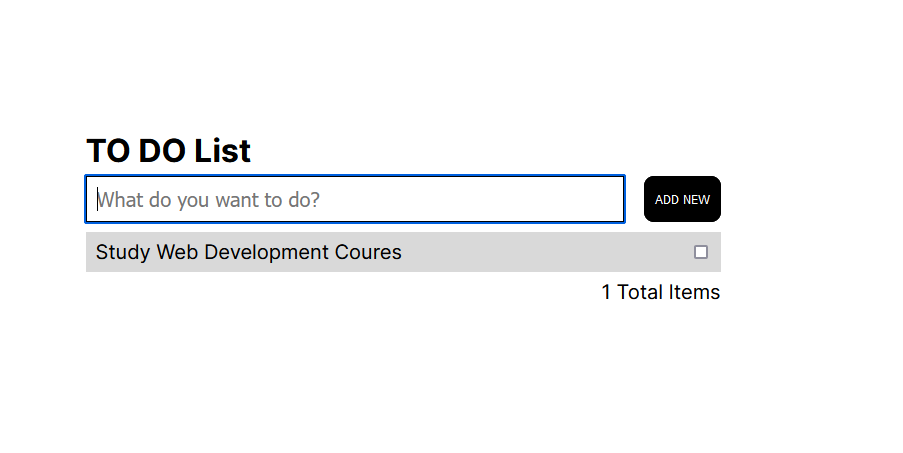 TO DO List
What do you want to do?
ADD NEW
Study Web Development Coures
1 Total Items